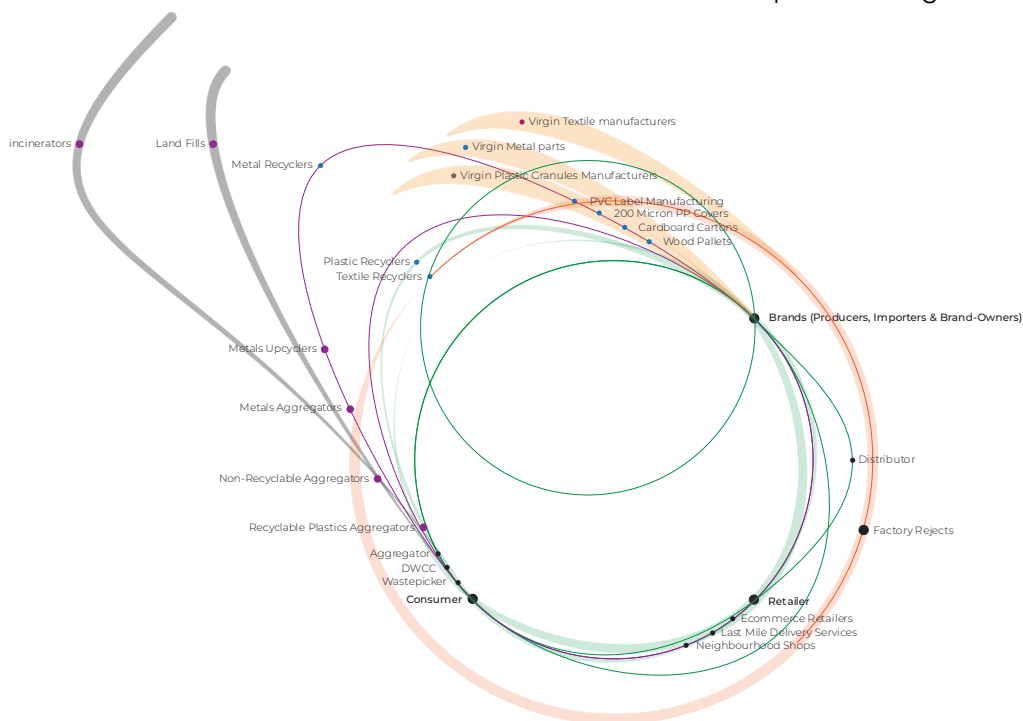 Virgin Textile manufacturers
incinerators
Land Fills
Virgin Metal parts
Metal Recyclers
Virgin Plastic Granules Manufacturers
PVC Label Manufacturing
200 Micron PP Covers
Cardboard Cartons
Wood Pallets
Plastic Recyclers
Textile Recyclers
Brands (Producers, Importers & Brand-Owners)
Metals Upcyclers
Metals Aggregators
Distributor
Non-Recyclable Aggregators
Recyclable Plastics Aggregators
Factory Rejects
Aggregator
DWCC
Wastepicker
Consumer
Retailer
Ecommerce Retailers
Last Mile Delivery Services
Neighbourhood Shops